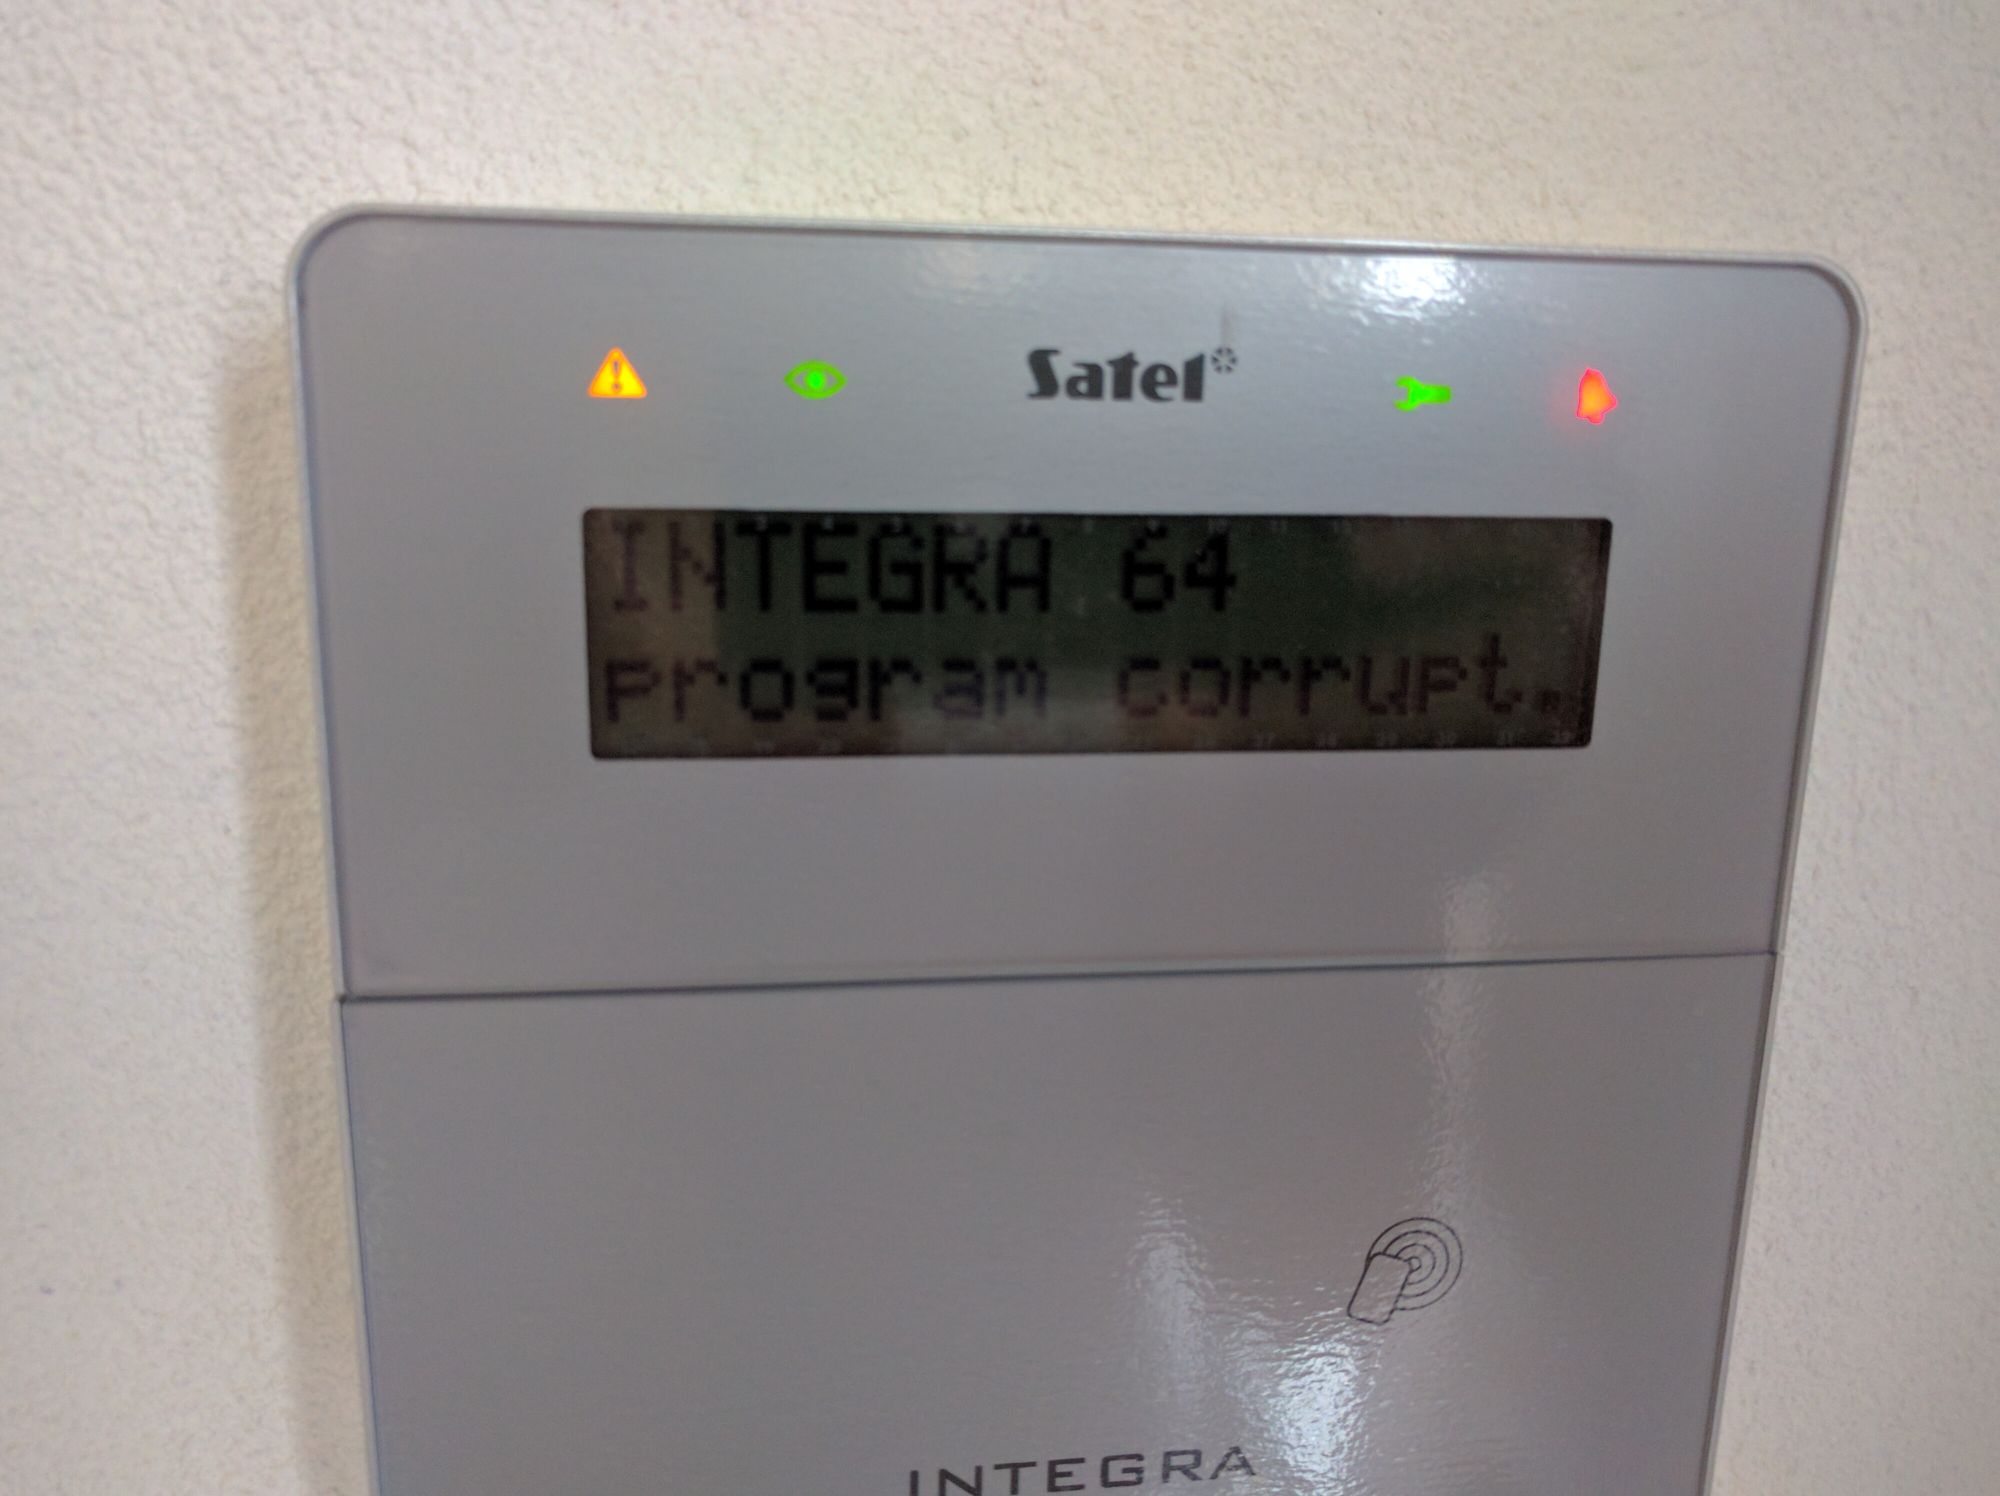 Satel
INTEGRA 64
program corrupt.
INTEGRA